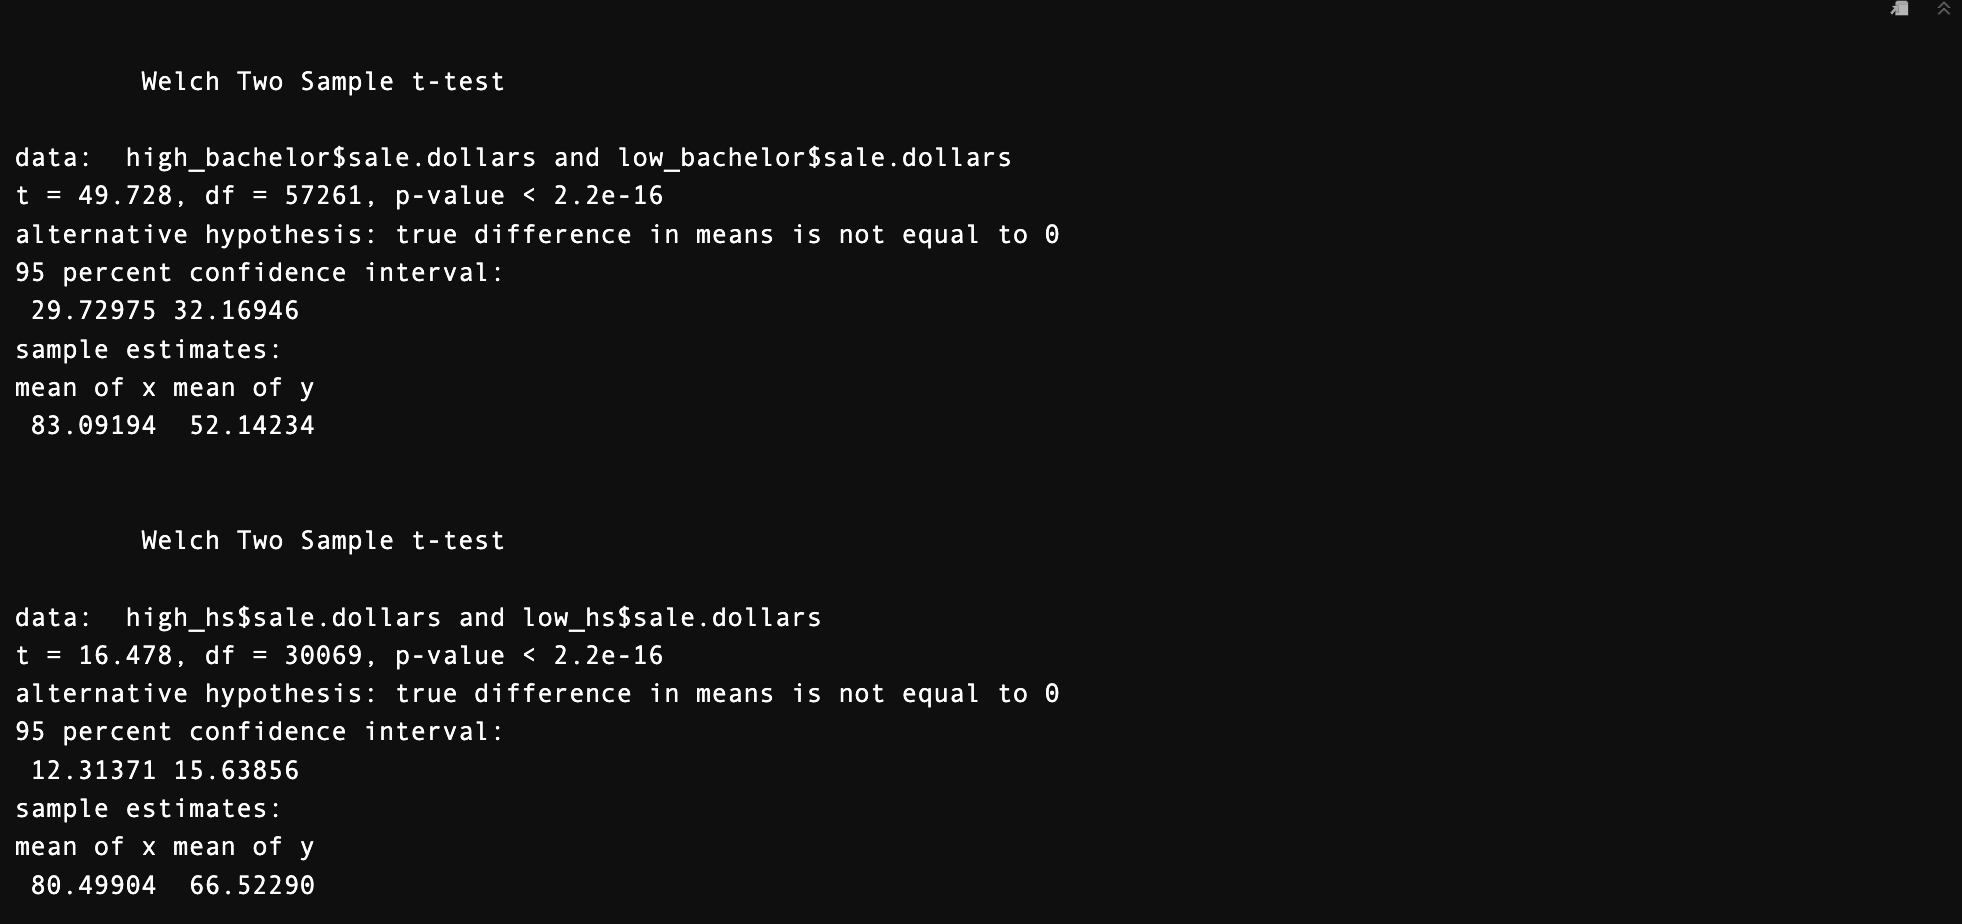 Welch Two Sample t-test
data:  high_bachelor$sale.dollars and low_bachelor$sale.dollars
t = 49.728, df = 57261, p-value < 2.2e-16
alternative hypothesis: true difference in means is not equal to 0
95 percent confidence interval:
 29.72975 32.16946
sample estimates:
mean of x mean of y
 83.09194  52.14234
Welch Two Sample t-test
data:  high_hs$sale.dollars and low_hs$sale.dollars
t = 16.478, df = 30069, p-value < 2.2e-16
alternative hypothesis: true difference in means is not equal to 0
95 percent confidence interval:
 12.31371 15.63856
sample estimates:
mean of x mean of y
 80.49904  66.52290